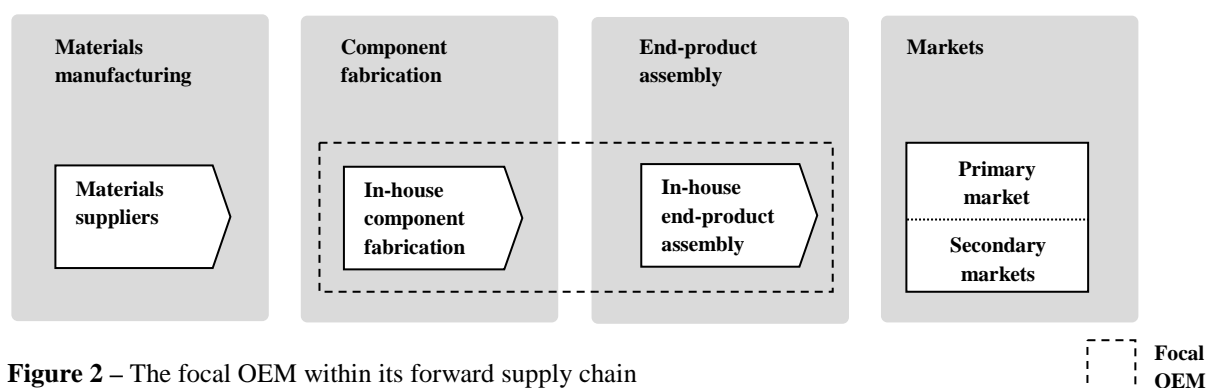 Materials
manufacturing
Component
fabrication
End-product
assembly
Markets
Materials
suppliers
In-house
component
fabrication
In-house
end-product
assembly
Primary
market
Secondary
markets
Figure 2 – The focal OEM within its forward supply chain
Focal
OEM